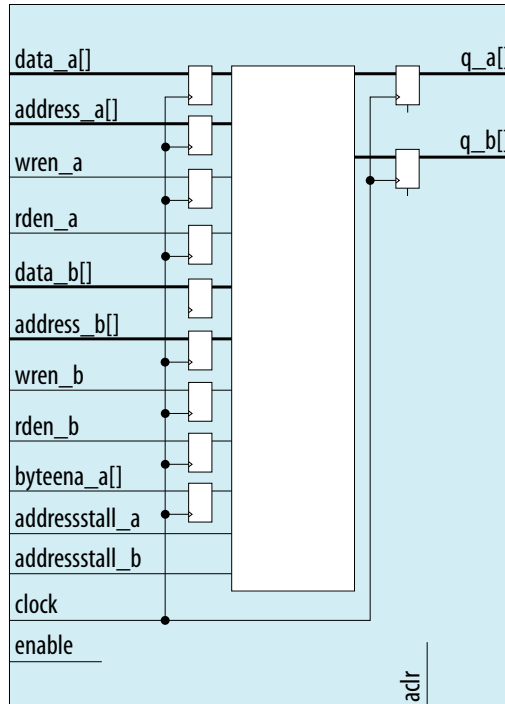 data_a[]
q_a[]
address_a[]
q_b[]
wren_a
rden_a
data_b[]
address_b[]
wren_b
rden_b
byteena_a[]
addressstall_a
addressstall_b
clock
enable
aclr